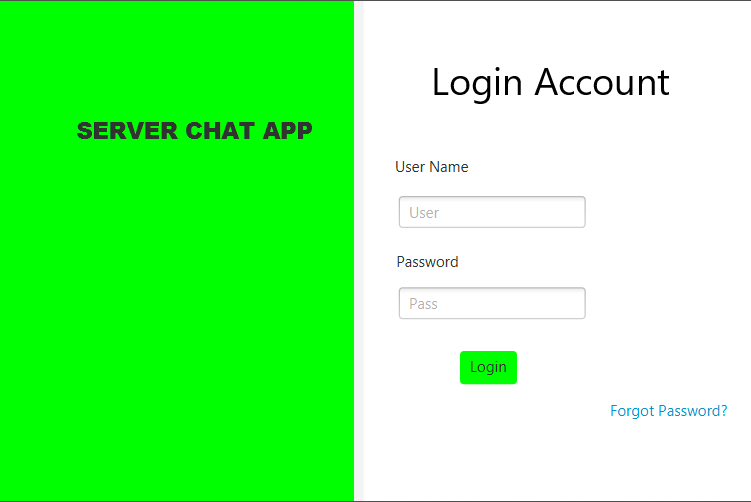 SERVER CHAT APP
Login Account
User Name
User
Password
Pass
Login
Forgot Password?